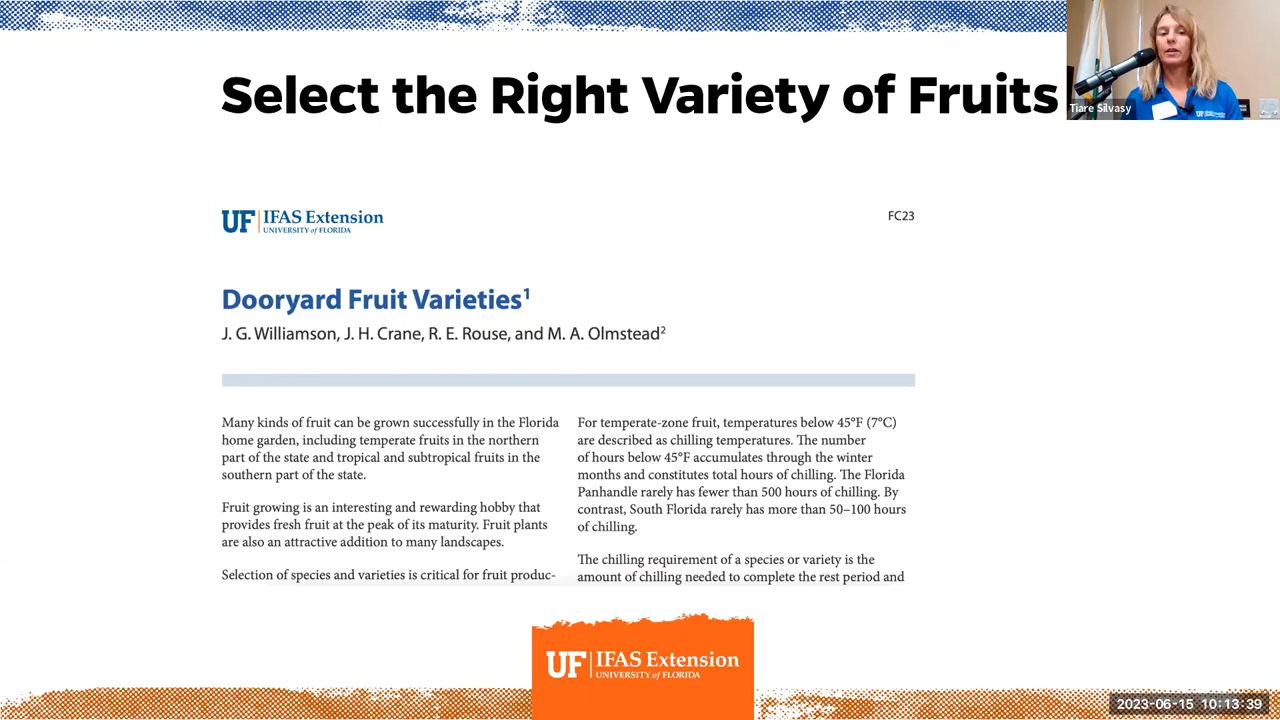 Select the Right Variety of Fruits
Tiare Silvasy
UF IFAS Extension
UNIVERSITY of FLORIDA
FC23
Dooryard Fruit Varieties1
J. G. Williamson, J. H. Crane, R. E. Rouse, and M. A. Olmstead2
Many kinds of fruit can be grown successfully in the Florida
home garden, including temperate fruits in the northern
part of the state and tropical and subtropical fruits in the
southern part of the state.
Fruit growing is an interesting and rewarding hobby that
provides fresh fruit at the peak of its maturity. Fruit plants
are also an attractive addition to many landscapes.
Selection of species and varieties is critical for fruit produc-
For temperate-zone fruit, temperatures below 45°F (7°C)
are described as chilling temperatures. The number
of hours below 45°F accumulates through the winter
months and constitutes total hours of chilling. The Florida
Panhandle rarely has fewer than 500 hours of chilling. By
contrast, South Florida rarely has more than 50–100 hours
of chilling.
The chilling requirement of a species or variety is the
amount of chilling needed to complete the rest period and
UF IFAS Extension
UNIVERSITY of FLORIDA
2023-06-15 10:13:39